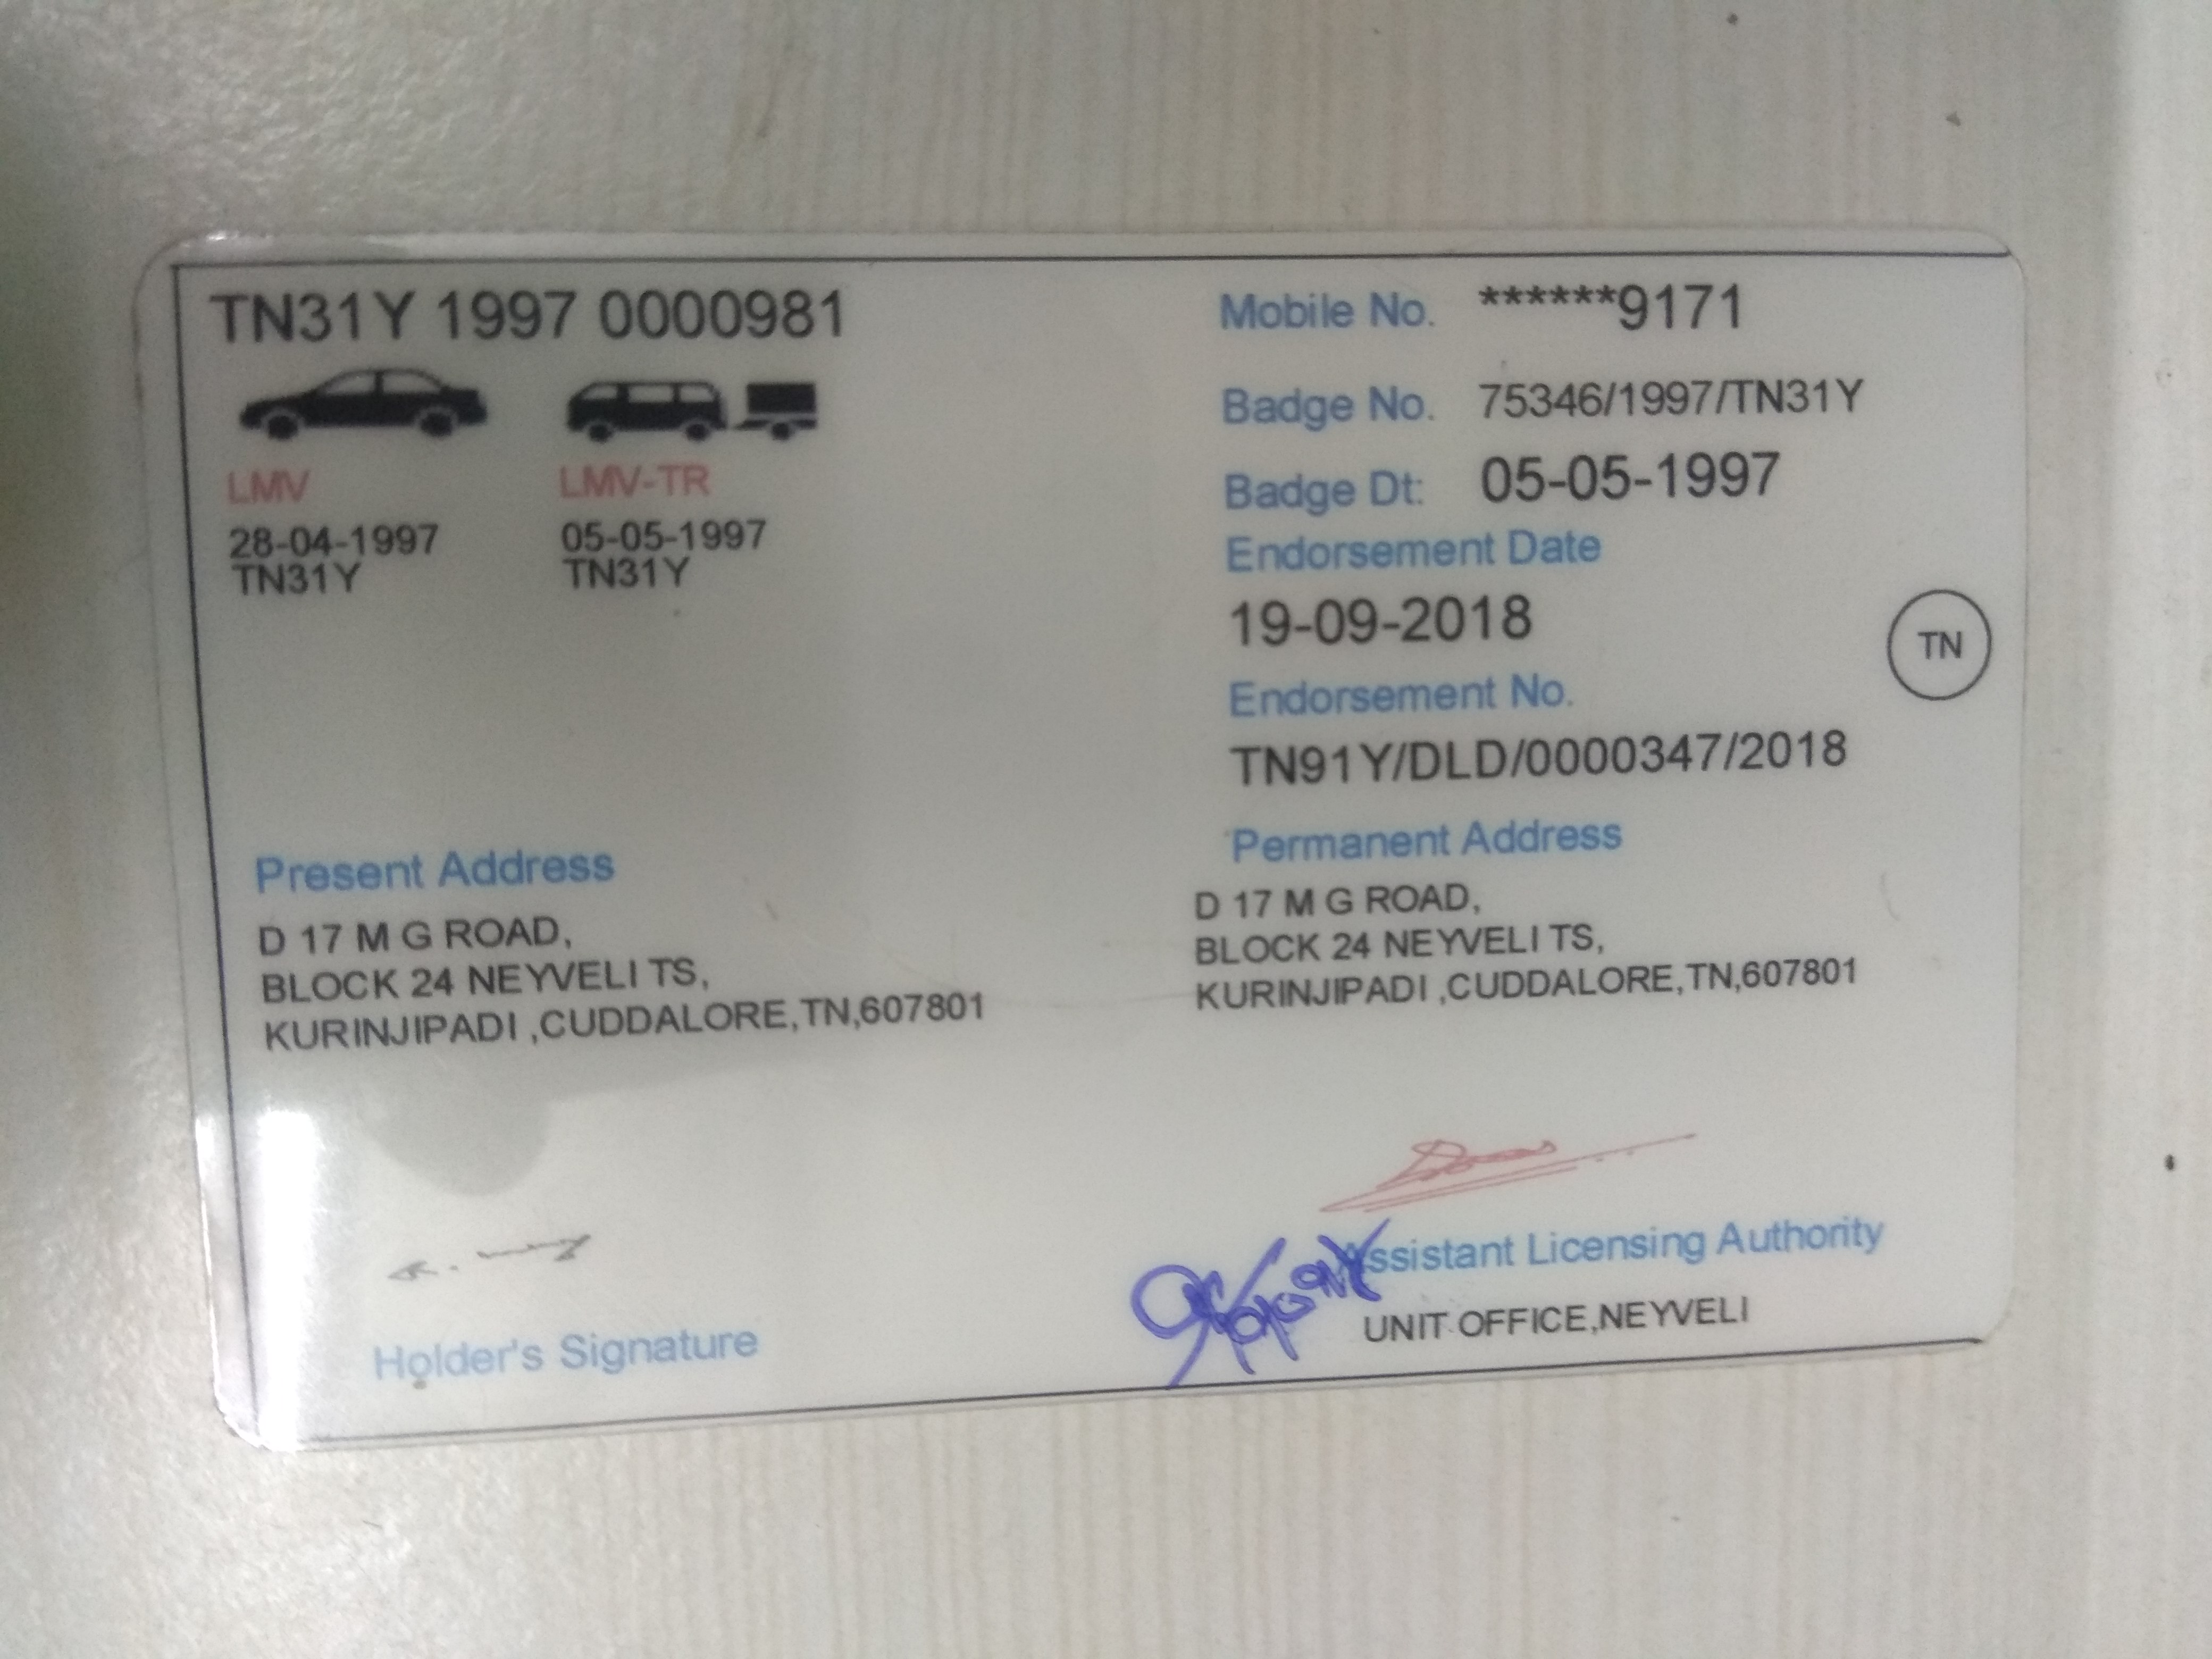 TN31Y 1997 0000981
LMV
28-04-1997
TN31Y
LMV-TR
05-05-1997
TN31Y
Mobile No. ******9171
Badge No. 75346/1997/TN31Y
Badge Dt: 05-05-1997
Endorsement Date
19-09-2018
Endorsement No.
TN91Y/DLD/0000347/2018
TN
Present Address
D 17 M G ROAD,
BLOCK 24 NEYVELI TS,
KURINJIPADI ,CUDDALORE,TN,607801
Permanent Address
D 17 M G ROAD,
BLOCK 24 NEYVELI TS,
KURINJIPADI ,CUDDALORE,TN,607801
Holder's Signature
Assistant Licensing Authority
UNIT OFFICE,NEYVELI